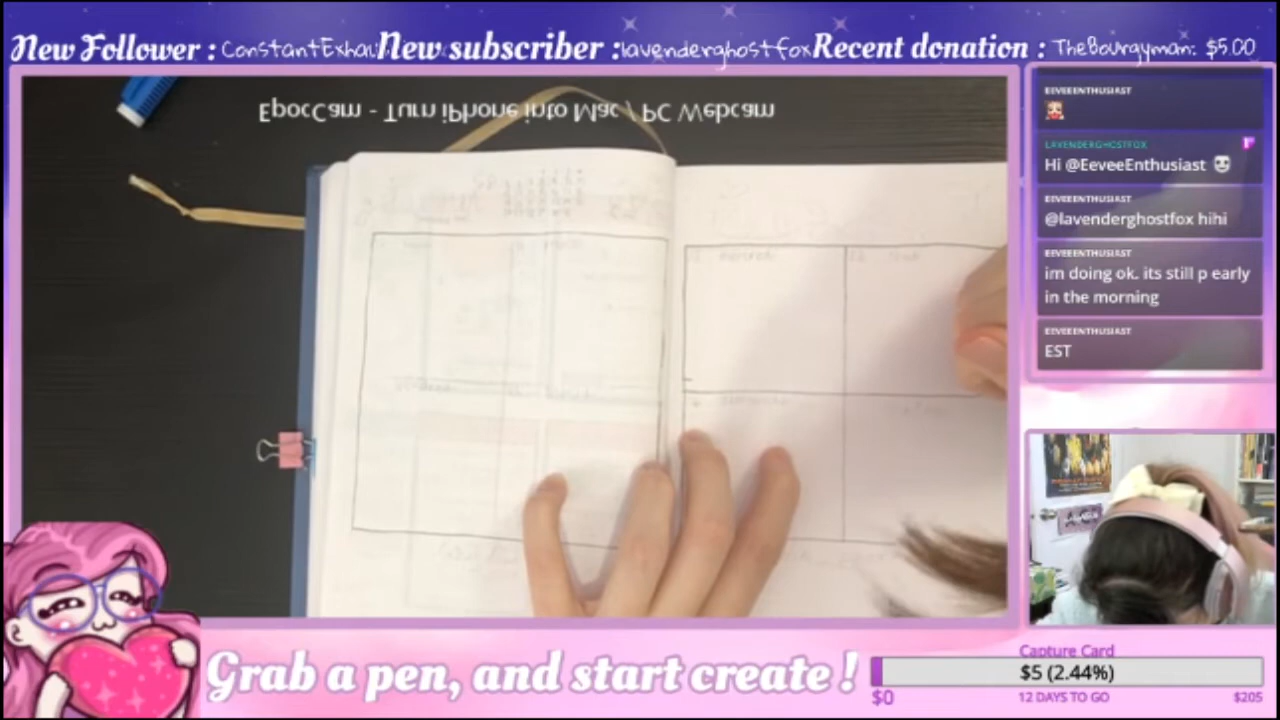 New Follower : ConstantExhau
New subscriber : lavenderghostfox
Recent donation : TheBourgyman: $5.00
EpocCam - Turn iPhone into Mac / PC Webcam
EEVEEENTHUSIAST
LAVENDERGHOSTFOX
Hi @EeveeEnthusiast
EEVEEENTHUSIAST
@lavenderghostfox hihi
EEVEEENTHUSIAST
im doing ok. its still p early
in the morning
EEVEEENTHUSIAST
EST
Grab a pen, and start create !
Capture Card
$5 (2.44%)
$0
12 DAYS TO GO
$205